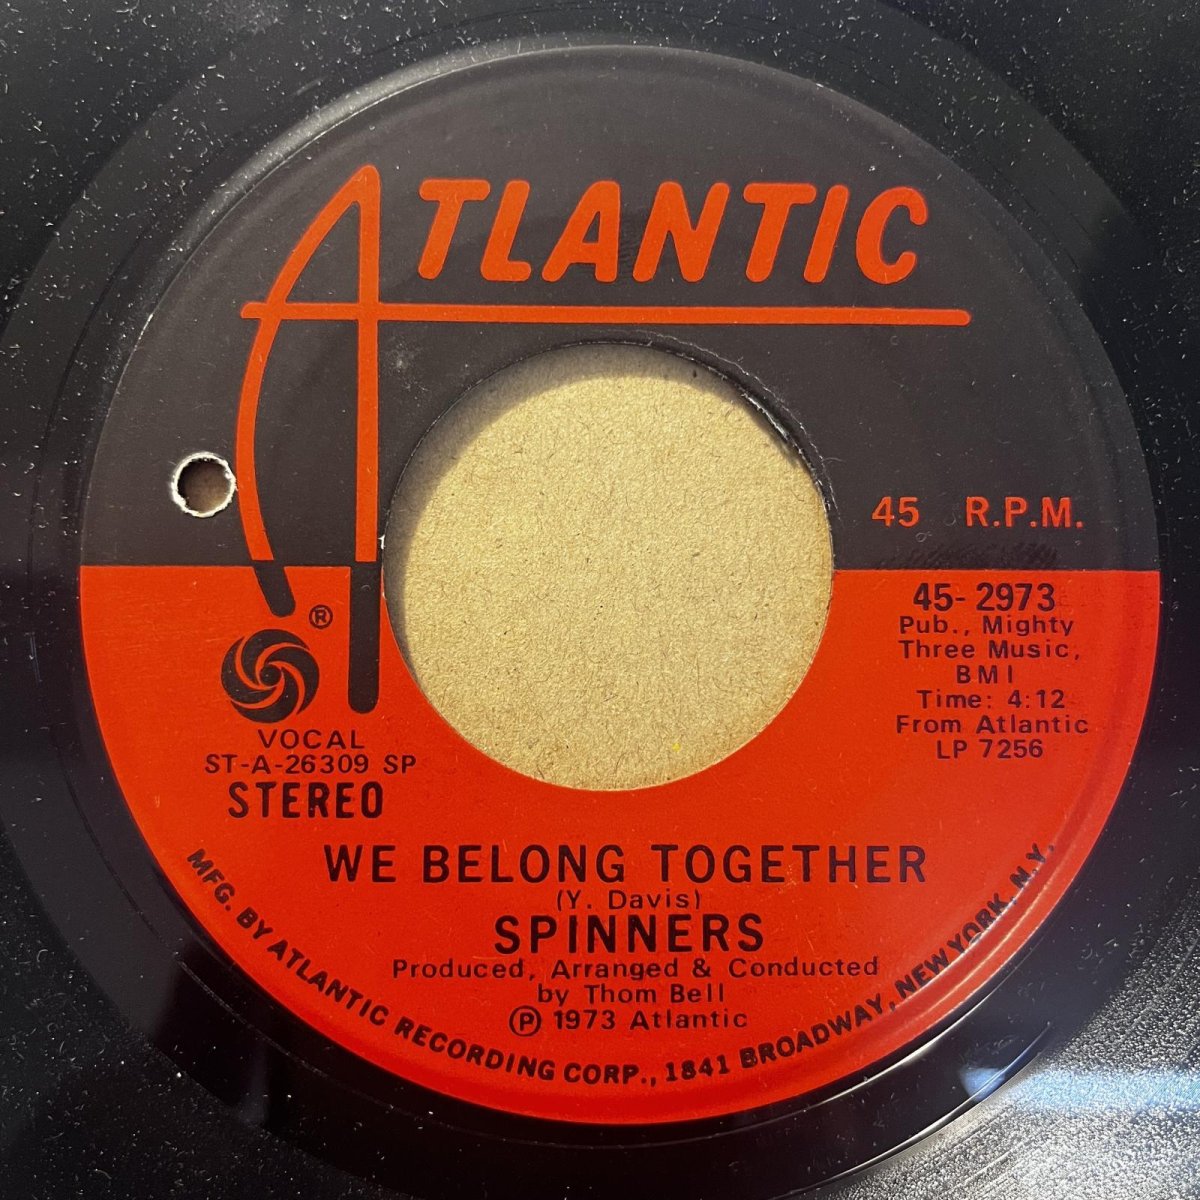 ATLANTIC
45 R.P.M.
45-2973
Pub., Mighty
Three Music,
BMI
Time: 4:12
From Atlantic
LP 7256
®
VOCAL
ST-A-26309 SP
STEREO
WE BELONG TOGETHER
(Y. Davis)
SPINNERS
Produced, Arranged & Conducted
by Thom Bell
Ⓟ 1973 Atlantic
MFG. BY ATLANTIC RECORDING CORP., 1841 BROADWAY, NEW YORK, N.Y.